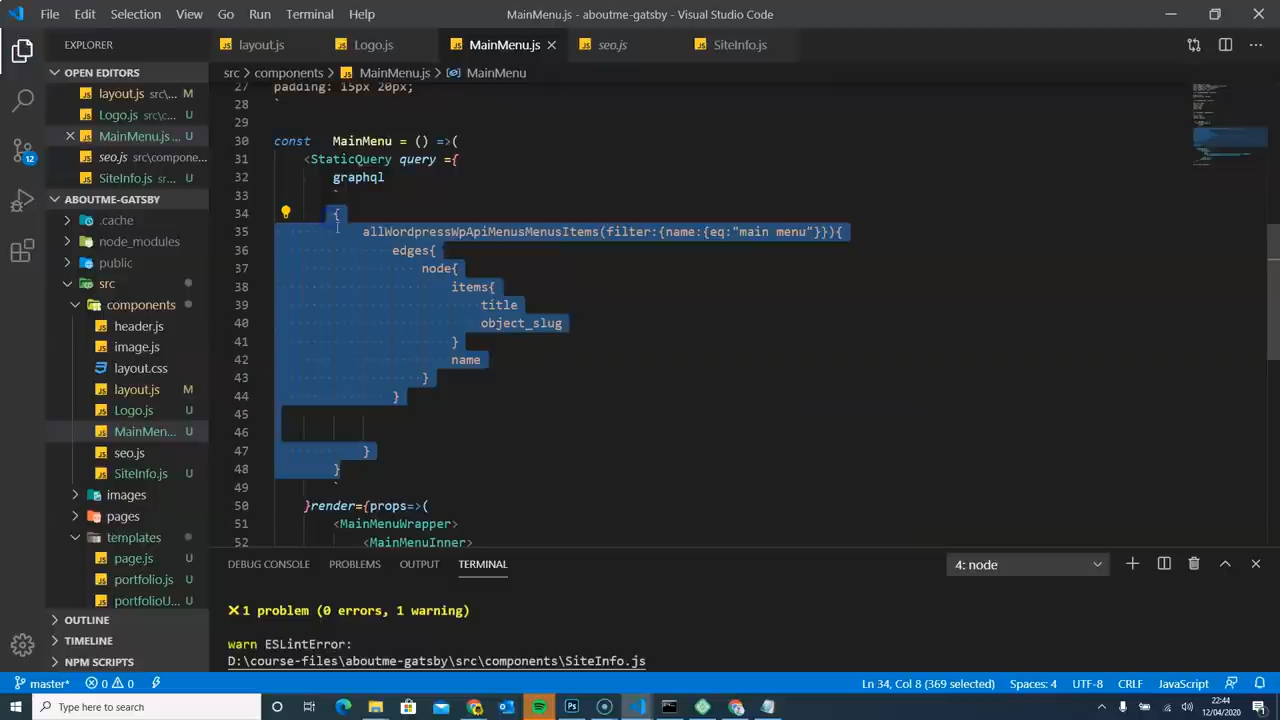 File Edit Selection View Go Run Terminal Help
MainMenu.js - aboutme-gatsby - Visual Studio Code
EXPLORER
layout.js
Logo.js
MainMenu.js
seo.js
SiteInfo.js
OPEN EDITORS
layout.js src\... M
Logo.js src\c... U
MainMenu.js ... U
seo.js src\compone...
SiteInfo.js src\... U
ABOUTME-GATSBY
.cache
node_modules
public
src
components
header.js
image.js
layout.css
layout.js M
Logo.js U
MainMen... U
seo.js
SiteInfo.js U
images
pages
templates
page.js U
portfolio.js U
portfolioU... U
OUTLINE
TIMELINE
NPM SCRIPTS
12
src > components > MainMenu.js > MainMenu
27 padding: 15px 20px;
28 `
29
30 const MainMenu = () =>(
31 <StaticQuery query ={
32 graphql
33 `
34 {
35 allWordpressWpApiMenusMenusItems(filter:{name:{eq:"main menu"}}){
36 edges{
37 node{
38 items{
39 title
40 object_slug
41 }
42 name
43 }
44 }
45
46
47 }
48 }
49 `
50 }render={props=>(
51 <MainMenuWrapper>
52 <MainMenuInner>
DEBUG CONSOLE PROBLEMS OUTPUT TERMINAL
4: node
✖ 1 problem (0 errors, 1 warning)
warn ESLintError:
D:\course-files\aboutme-gatsby\src\components\SiteInfo.js
master* 0 0
Ln 34, Col 8 (369 selected) Spaces: 4 UTF-8 CRLF JavaScript
Type here to search
22:44
12/04/2020